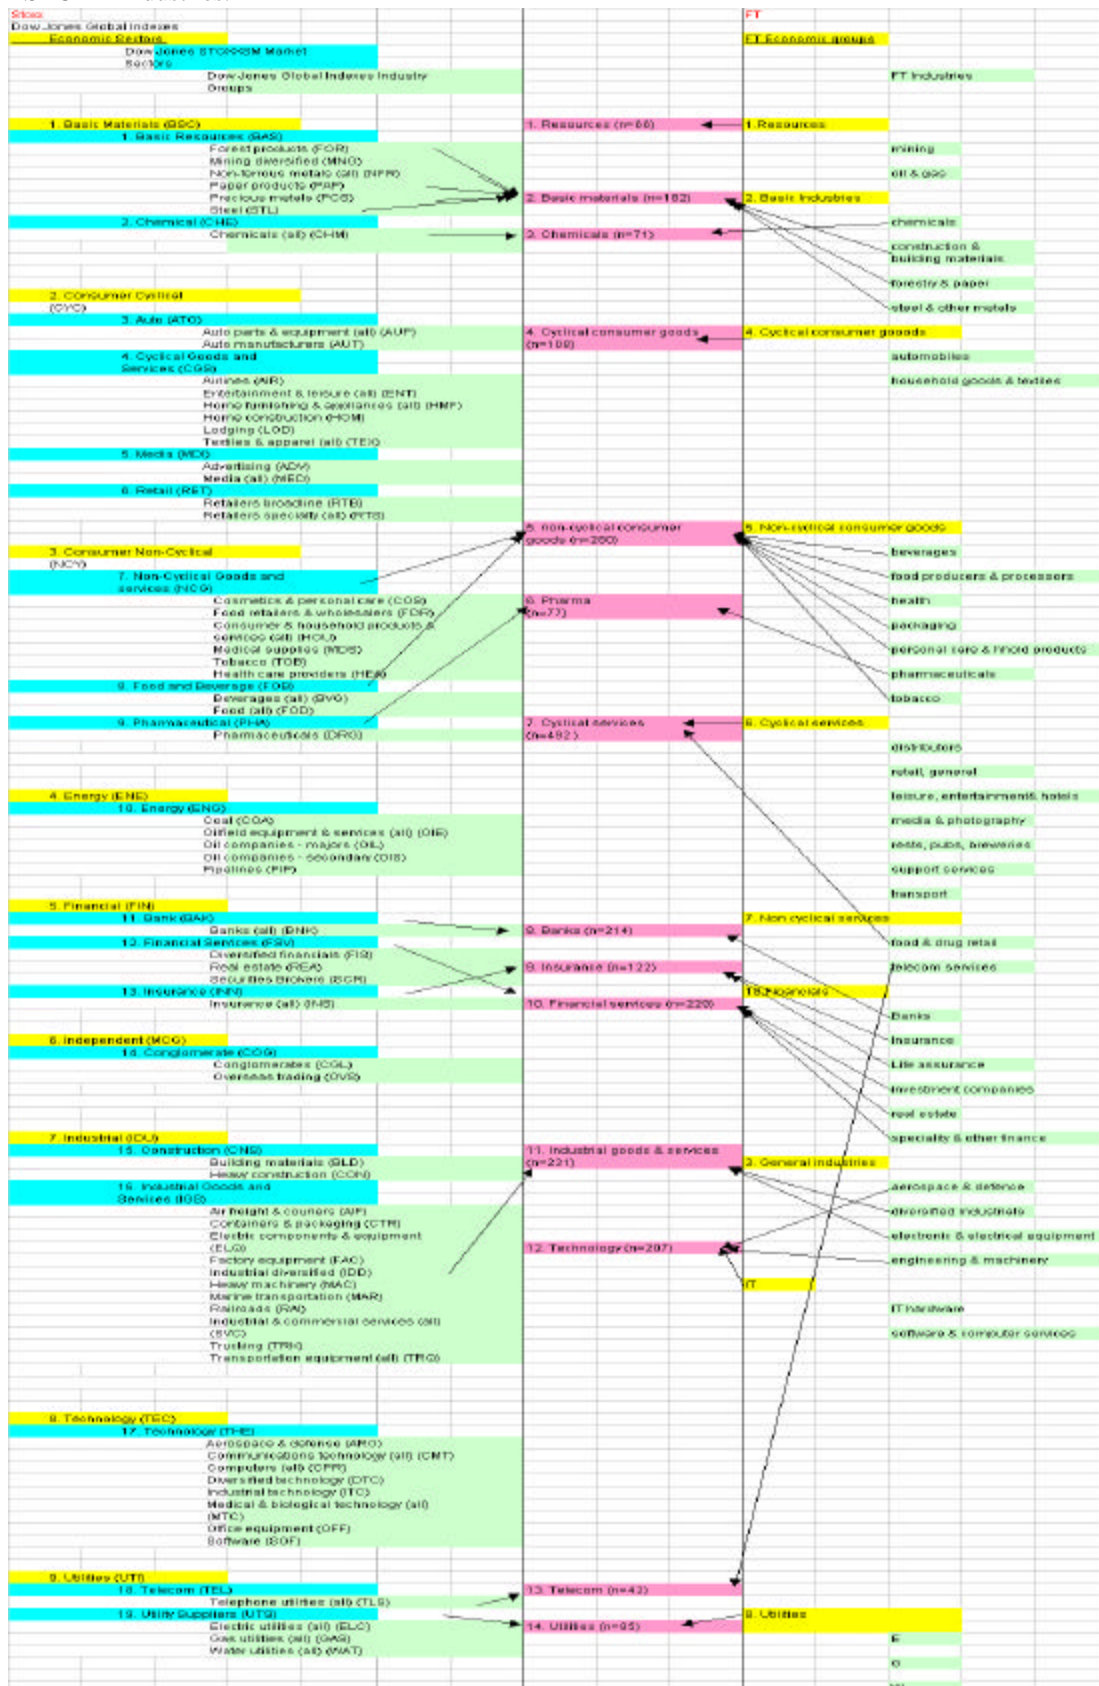 Stoxx
FT
Dow Jones Global Indexes
Economic Sectors
FT Economic groups
Dow Jones STOXXSM Market
Sectors
Dow Jones Global Indexes Industry
Groups
FT Industries
1. Basic Materials (BSC)
1. Resources (n=66)
1. Resources
1. Basic Resources (BAS)
Forest products (FOR)
mining
Mining diversified (MNG)
Non-ferrous metals (all) (NFR)
oil & gas
Paper products (PAP)
Precious metals (PCS)
2. Basic materials (n=182)
2. Basic Industries
Steel (STL)
2. Chemical (CHE)
chemicals
Chemicals (all) (CHM)
3. Chemicals (n=71)
construction &
building materials
forestry & paper
2. Consumer Cyclical
(CYC)
steel & other metals
3. Auto (ATO)
Auto parts & equipment (all) (AUP)
4. Cyclical consumer goods
(n=108)
4. Cyclical consumer gooods
Auto manufacturers (AUT)
4. Cyclical Goods and
Services (CGS)
automobiles
Airlines (AIR)
household goods & textiles
Entertainment & leisure (all) (ENT)
Home furnishing & appliances (all) (HMF)
Home construction (HOM)
Lodging (LOD)
Textiles & apparel (all) (TEX)
5. Media (MDI)
Advertising (ADV)
Media (all) (MED)
6. Retail (RET)
Retailers broadline (RTB)
Retailers specialty (all) (RTS)
5. non-cyclical consumer
goods (n=280)
5. Non-cyclical consumer goods
3. Consumer Non-Cyclical
(NCY)
beverages
7. Non-Cyclical Goods and
services (NCG)
food producers & processors
Cosmetics & personal care (COS)
6. Pharma
(n=77)
health
Food retailers & wholesalers (FDR)
Consumer & household products &
services (all) (HOU)
packaging
Medical supplies (MDS)
personal care & hhold products
Tobacco (TOB)
Health care providers (HEA)
pharmaceuticals
8. Food and Beverage (FOB)
Beverages (all) (BVG)
tobacco
Food (all) (FOD)
9. Pharmaceutical (PHA)
7. Cyclical services
(n=492)
6. Cyclical services
Pharmaceuticals (DRG)
distributors
retail, general
4. Energy (ENE)
leisure, entertainment& hotels
10. Energy (ENG)
Coal (COA)
media & photography
Oilfield equipment & services (all) (OIE)
Oil companies - majors (OIL)
rests, pubs, breweries
Oil companies - secondary (OIS)
Pipelines (PIP)
support services
transport
5. Financial (FIN)
11. Bank (BAK)
7. Non cyclical services
Banks (all) (BNK)
8. Banks (n=214)
12. Financial Services (FSV)
food & drug retail
Diversified financials (FIS)
Real estate (REA)
9. Insurance (n=122)
telecom services
Securities Brokers (SCR)
13. Insurance (INN)
10.Financials
Insurance (all) (INS)
10. Financial services (n=220)
Banks
6. Independent (MCG)
Insurance
14. Conglomerate (COG)
Conglomerates (CGL)
Life assurance
Overseas trading (OVS)
investment companies
real estate
7. Industrial (IDU)
speciality & other finance
15. Construction (CNS)
11. Industrial goods & services
(n=221)
Building materials (BLD)
3. General industries
Heavy construction (CON)
16. Industrial Goods and
Services (IGS)
aerospace & defence
Air freight & couriers (AIF)
diversified industrials
Containers & packaging (CTR)
Electric components & equipment
(ELQ)
electronic & electrical equipment
12. Technology (n=207)
Factory equipment (FAC)
engineering & machinery
Industrial diversified (IDD)
Heavy machinery (MAC)
IT
Marine transportation (MAR)
Railroads (RAI)
IT hardware
Industrial & commercial services (all)
(SVC)
software & computer services
Trucking (TRK)
Transportation equipment (all) (TRQ)
8. Technology (TEC)
17. Technology (THE)
Aerospace & defense (ARO)
Communications technology (all) (CMT)
Computers (all) (CPR)
Diversified technology (DTC)
Industrial technology (ITC)
Medical & biological technology (all)
(MTC)
Office equipment (OFF)
Software (SOF)
9. Utilities (UTI)
18. Telecom (TEL)
13. Telecom (n=42)
Telephone utilities (all) (TLS)
19. Utility Suppliers (UTS)
8. Utilities
Electric utilities (all) (ELC)
14. Utilities (n=85)
Gas utilities (all) (GAS)
E
Water utilities (all) (WAT)
G